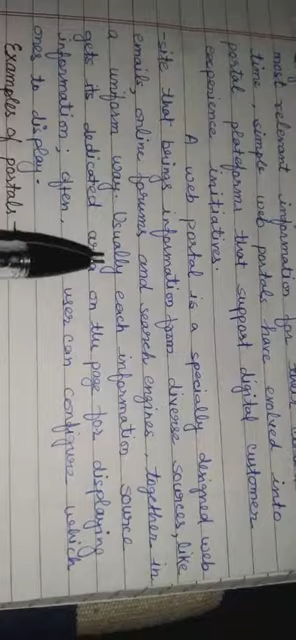 most relevant information for their
time, simple web portals have evolved into
portal plateforms that support digital customer
experience initiatives.
A web portal is a specially designed web
-site that brings information from diverse sources, like
emails, online forums and search engines, together in
a uniform way. Usually each information source
gets its dedicated area on the page for displaying
information; often, user can configure which
ones to display.
Examples of portals -